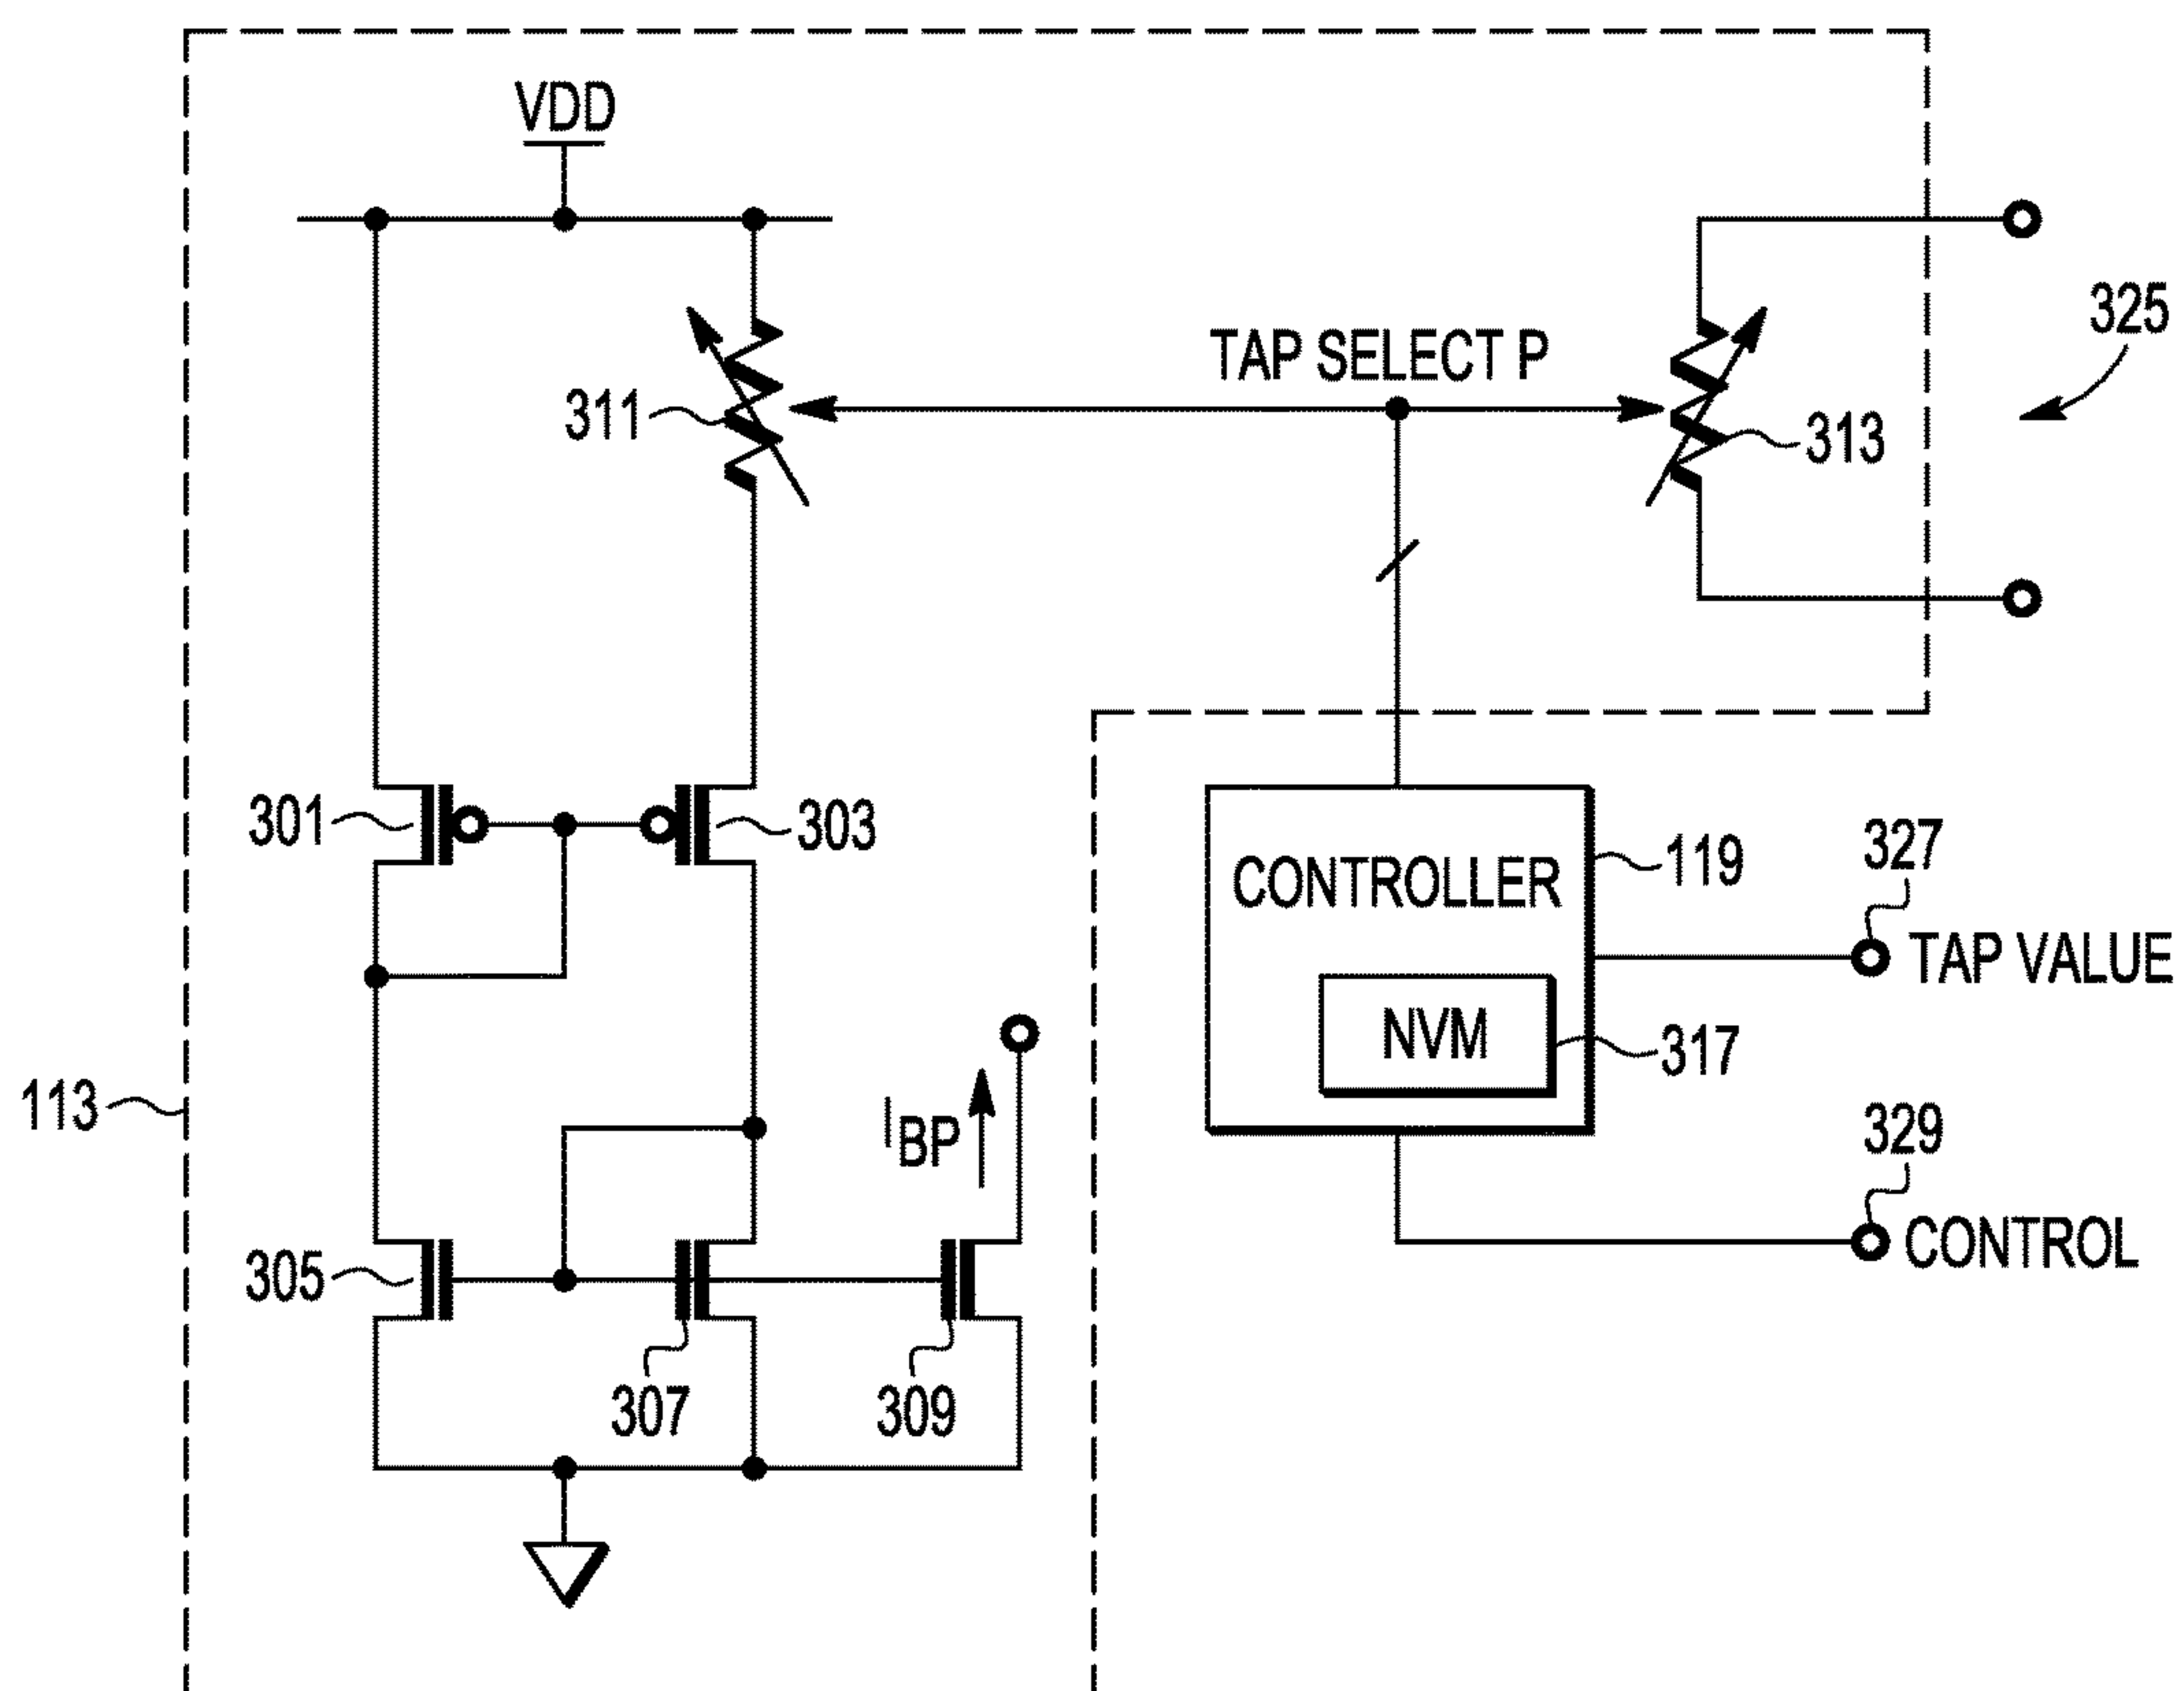 VDD
325
TAP SELECT P
311
313
301
303
119
327
CONTROLLER
TAP VALUE
NVM
317
113
IBP
329
305
CONTROL
307
309